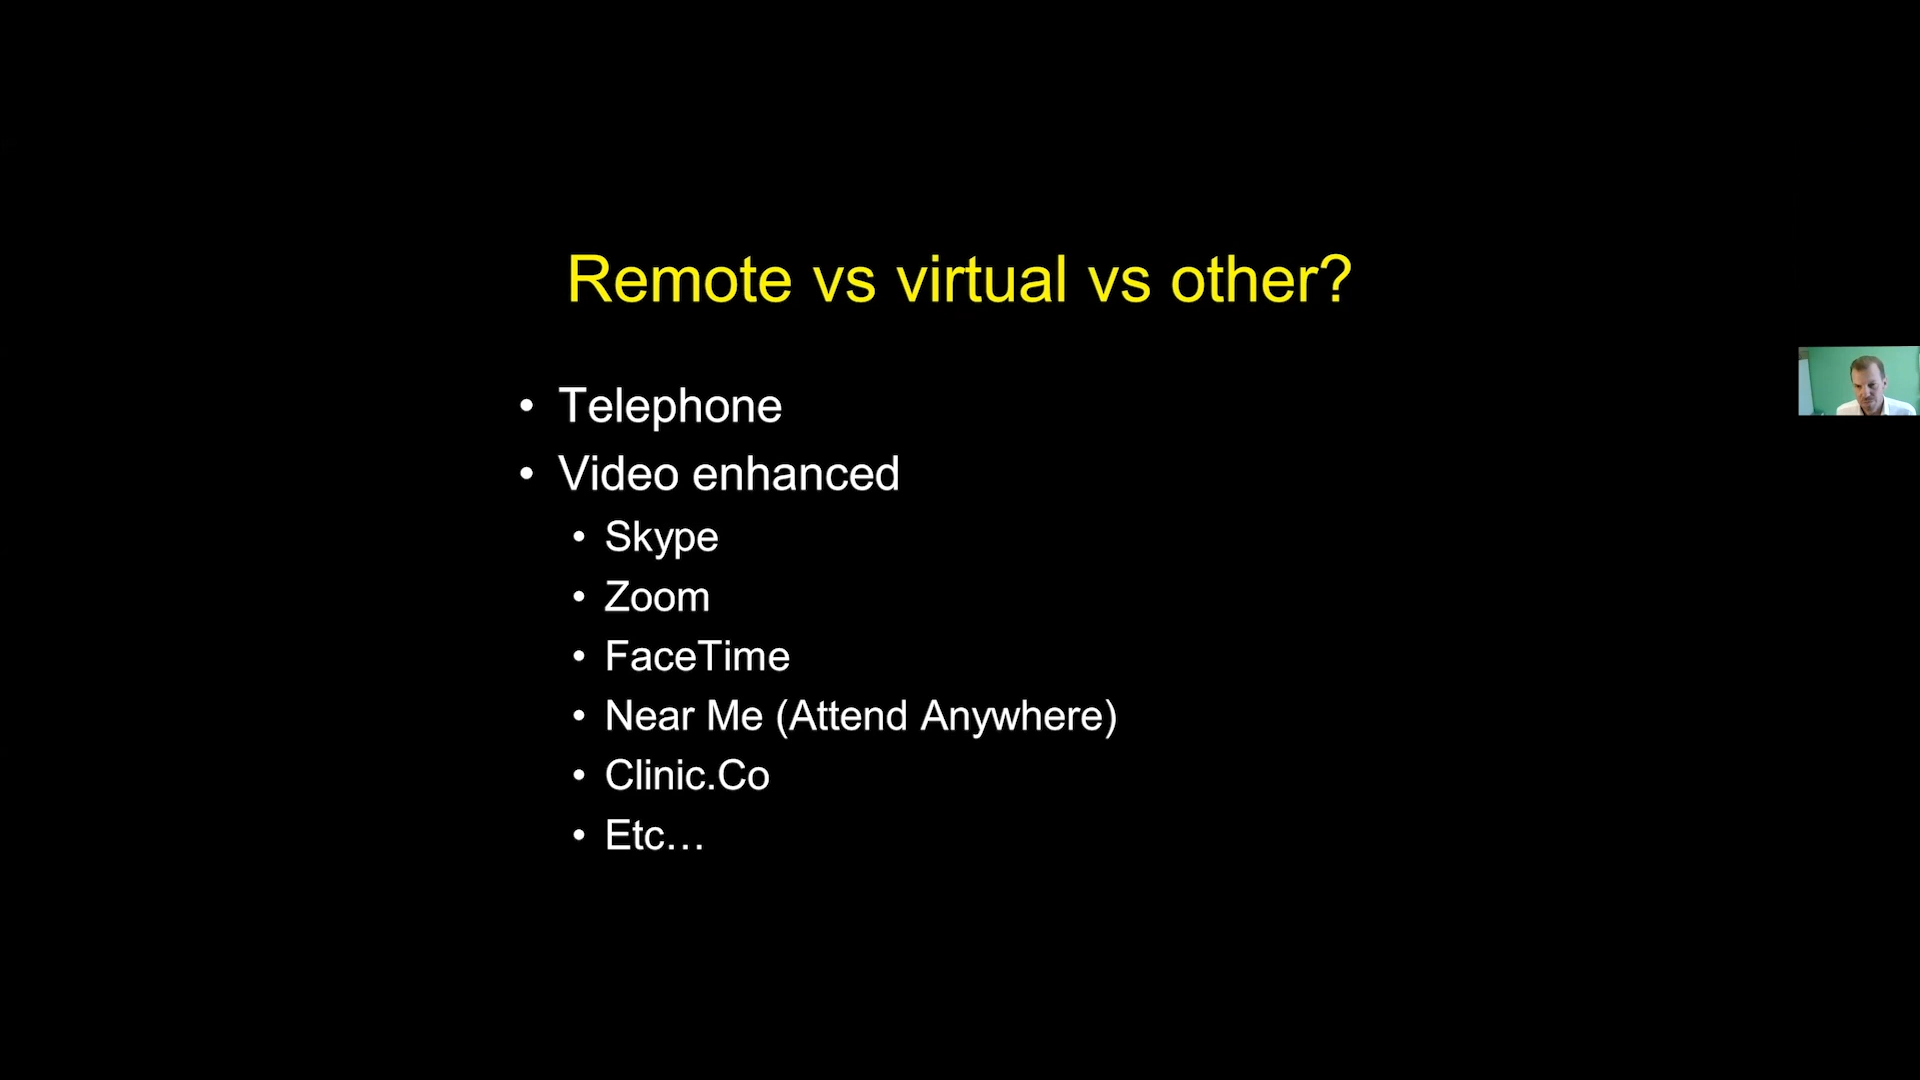 Remote vs virtual vs other?
• Telephone
• Video enhanced
• Skype
• Zoom
• FaceTime
• Near Me (Attend Anywhere)
• Clinic.Co
• Etc…